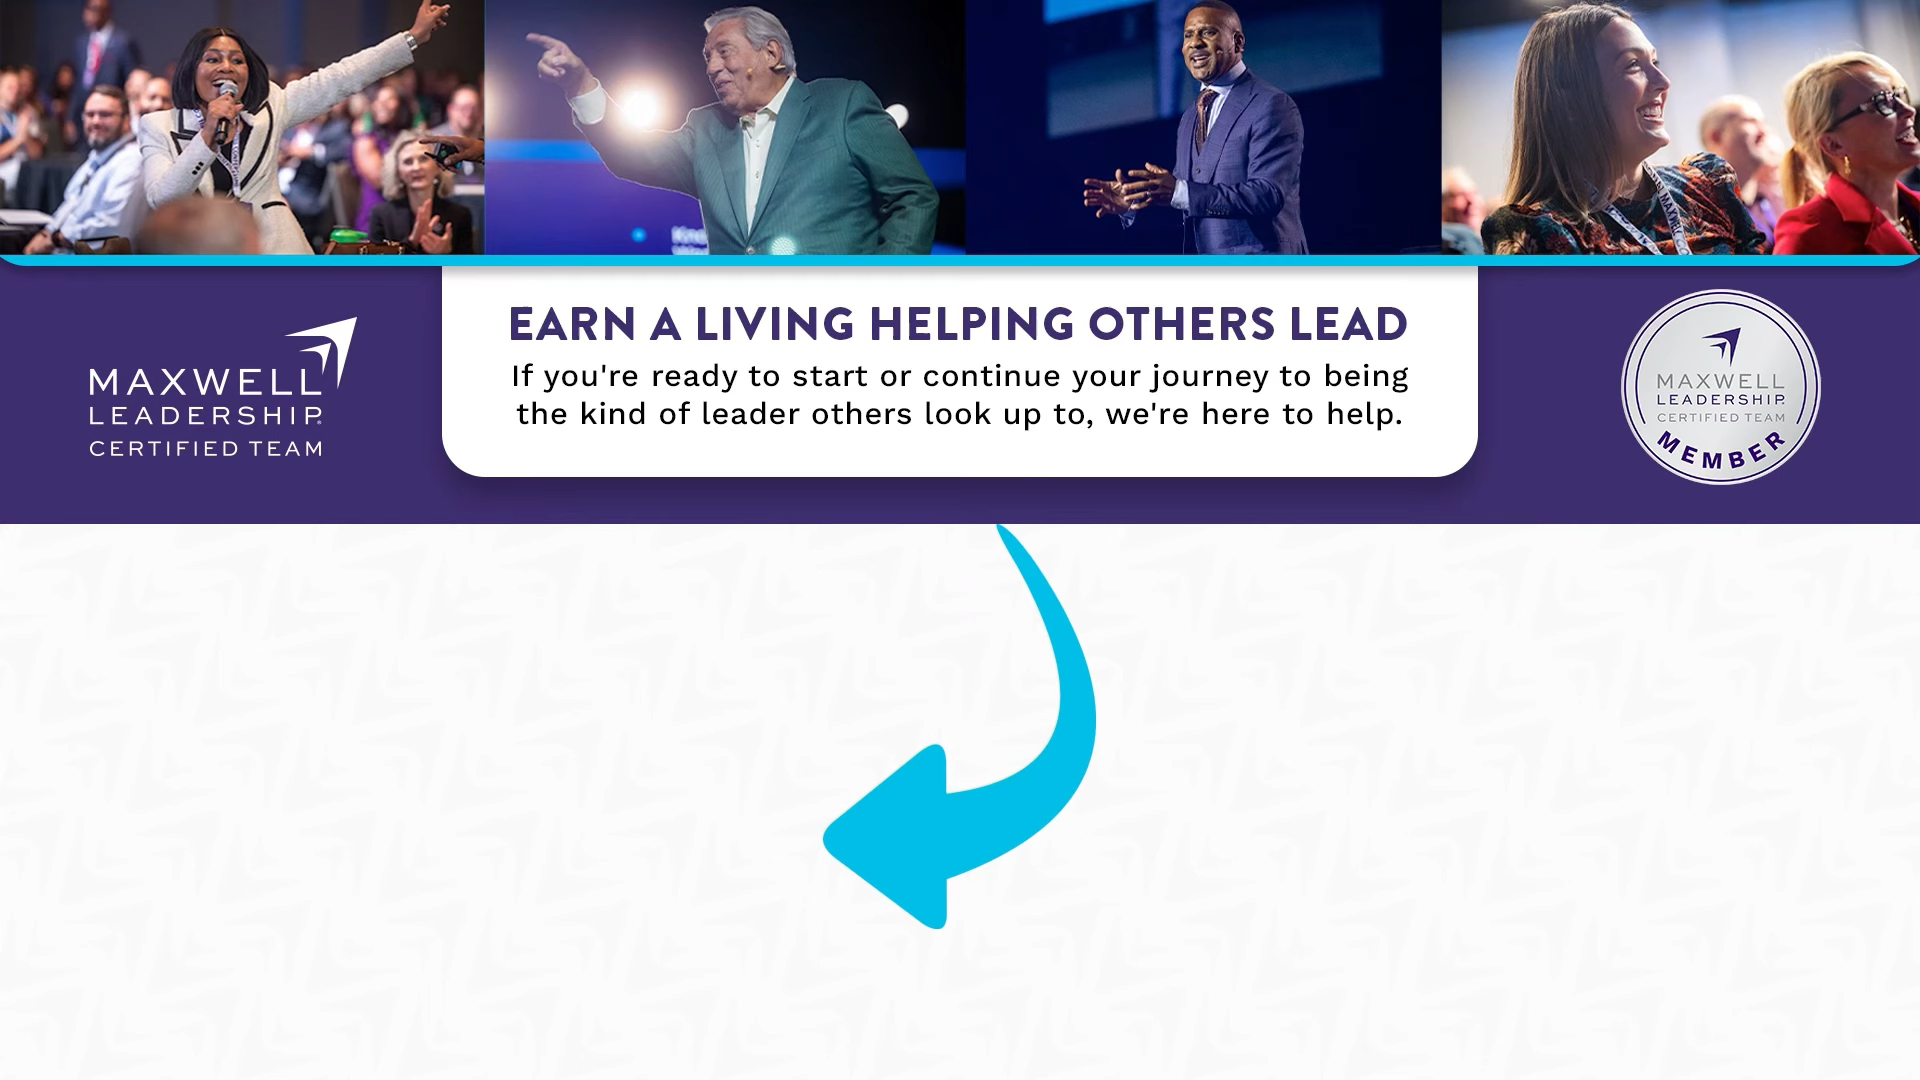 MAXWELL
LEADERSHIP®
CERTIFIED TEAM
EARN A LIVING HELPING OTHERS LEAD
If you're ready to start or continue your journey to being
the kind of leader others look up to, we're here to help.
MAXWELL
LEADERSHIP
CERTIFIED TEAM
MEMBER